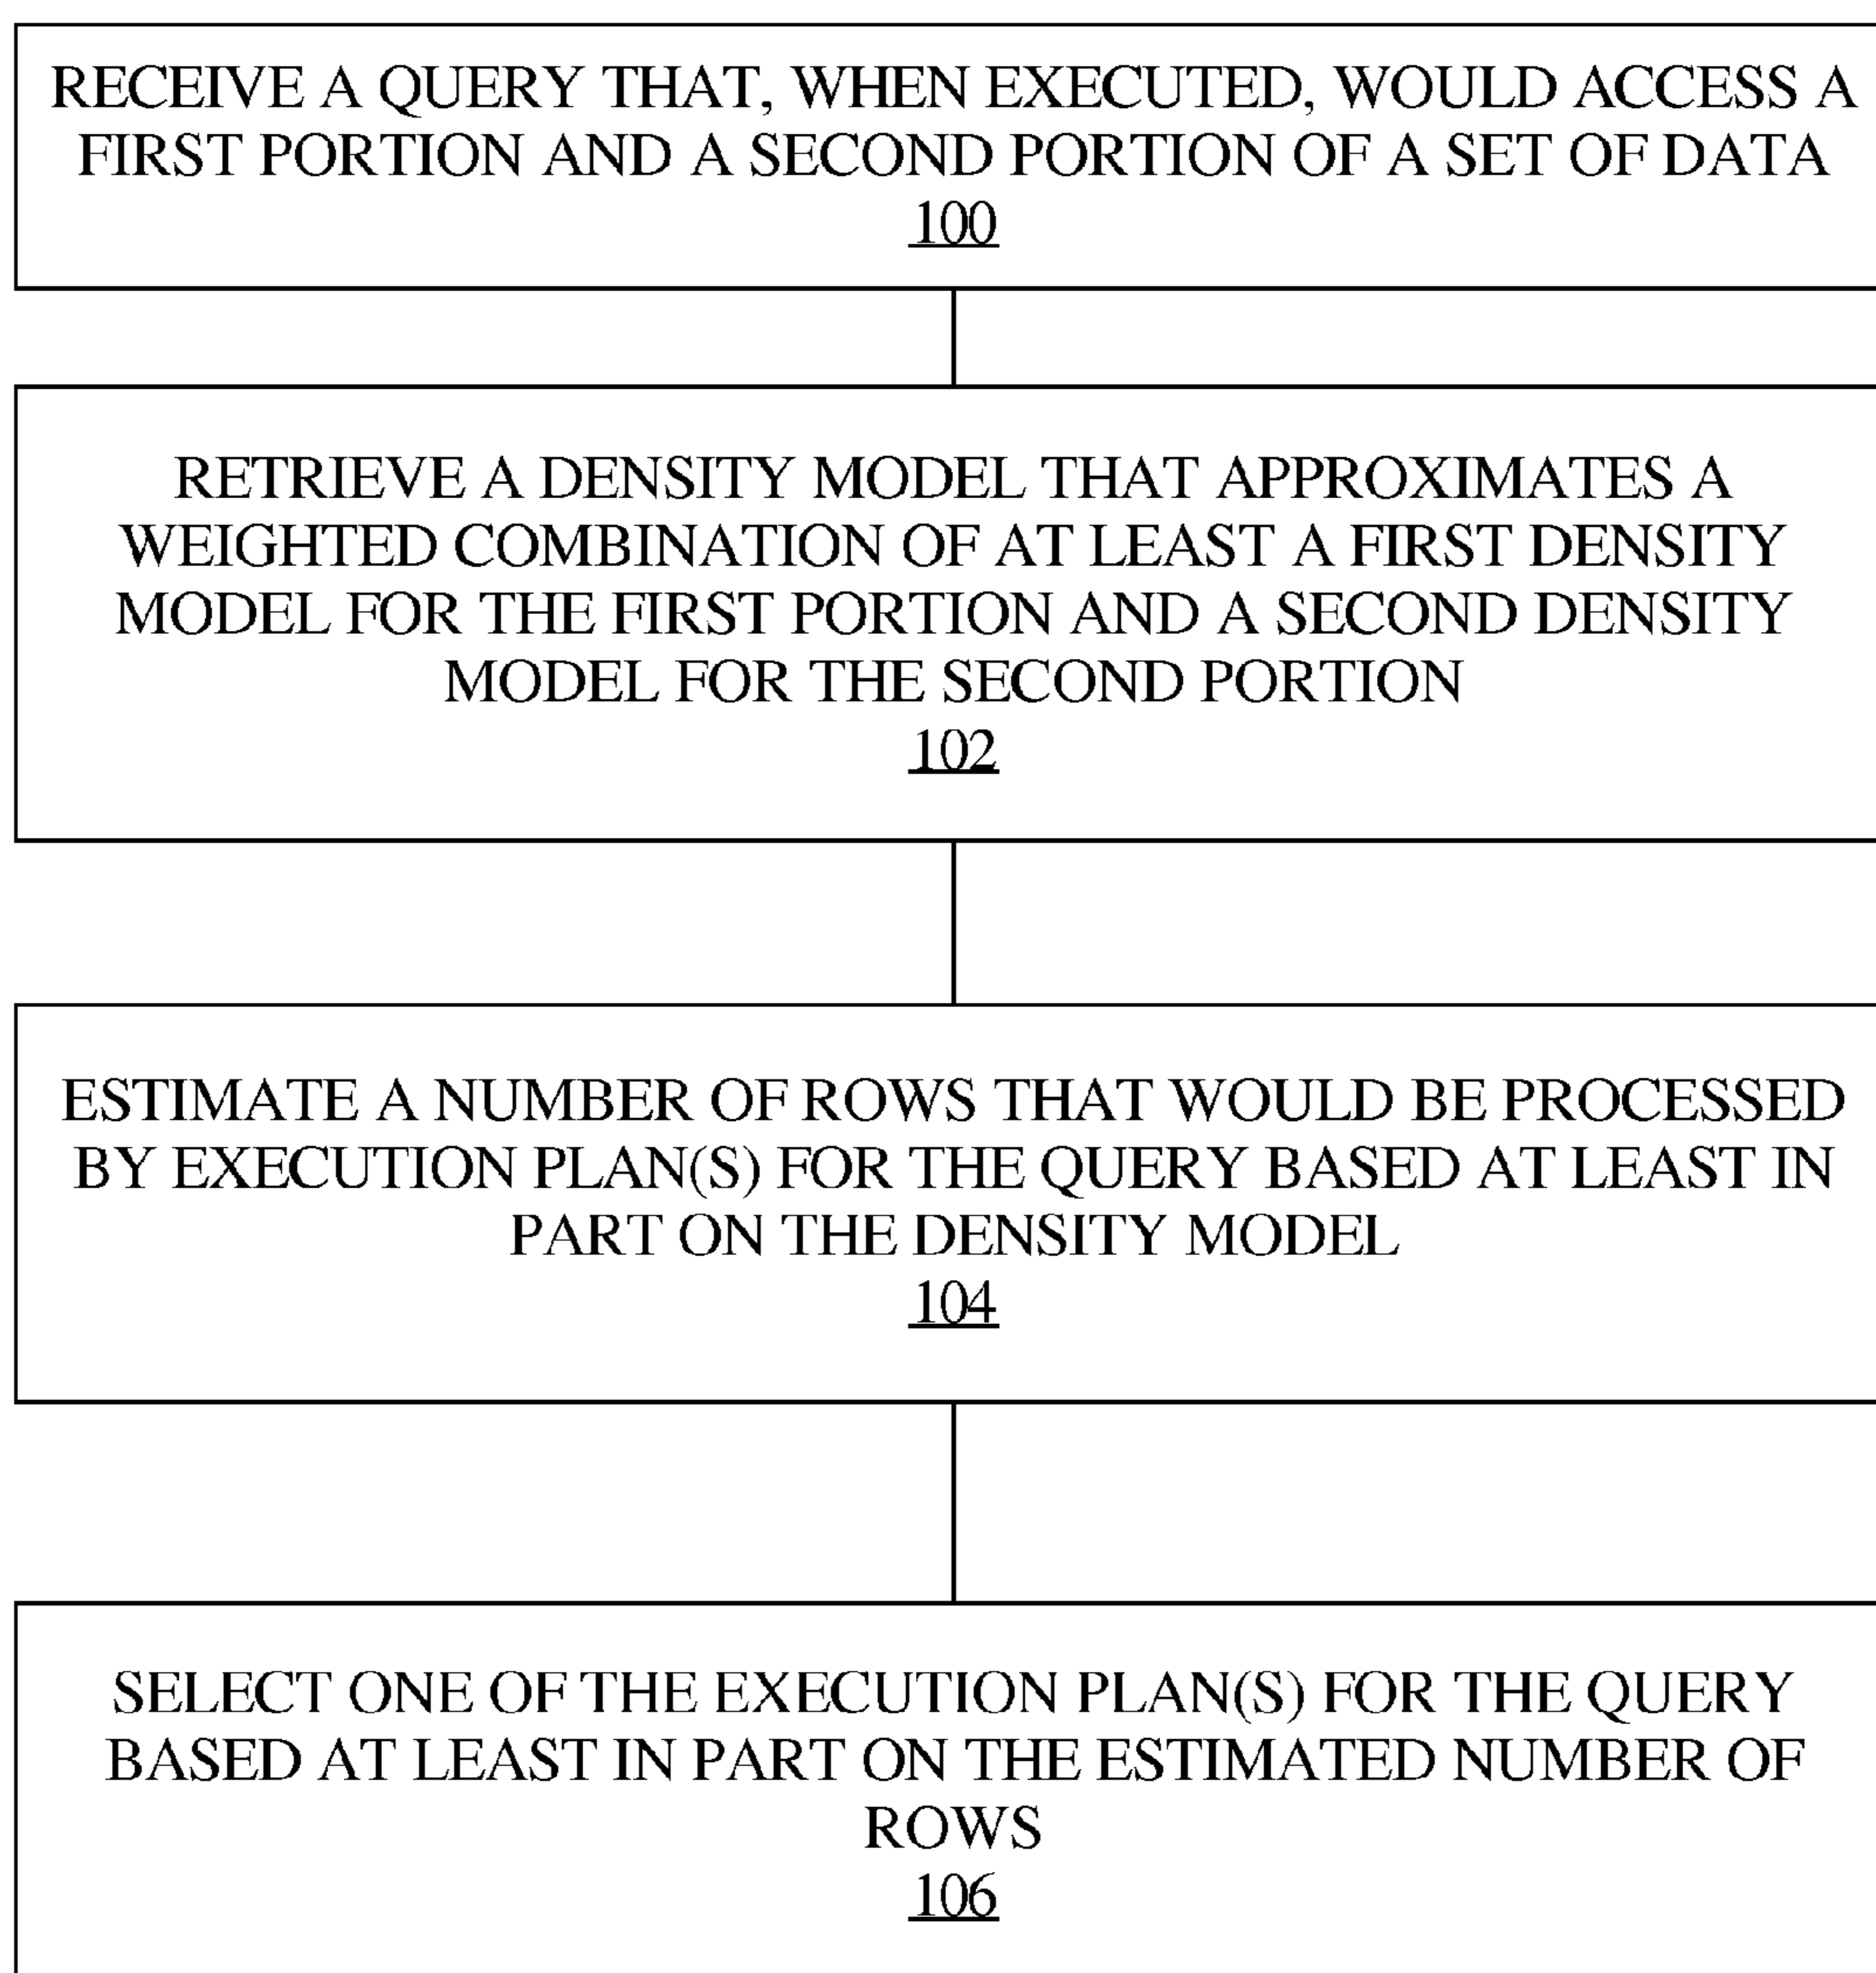 RECEIVE A QUERY THAT, WHEN EXECUTED, WOULD ACCESS A
FIRST PORTION AND A SECOND PORTION OF A SET OF DATA
100
RETRIEVE A DENSITY MODEL THAT APPROXIMATES A
WEIGHTED COMBINATION OF AT LEAST A FIRST DENSITY
MODEL FOR THE FIRST PORTION AND A SECOND DENSITY
MODEL FOR THE SECOND PORTION
102
ESTIMATE A NUMBER OF ROWS THAT WOULD BE PROCESSED
BY EXECUTION PLAN(S) FOR THE QUERY BASED AT LEAST IN
PART ON THE DENSITY MODEL
104
SELECT ONE OF THE EXECUTION PLAN(S) FOR THE QUERY
BASED AT LEAST IN PART ON THE ESTIMATED NUMBER OF
ROWS
106